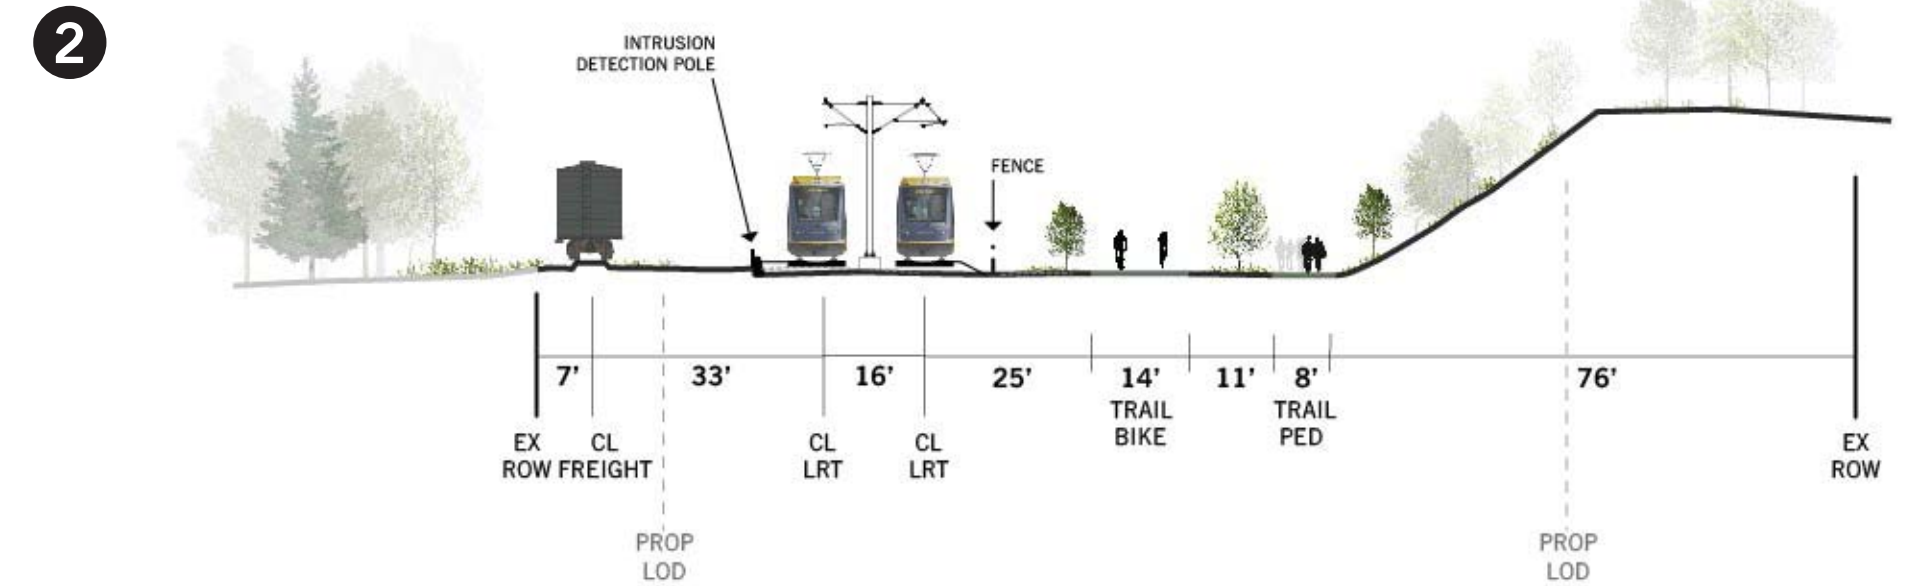 2
INTRUSION
DETECTION POLE
FENCE
7’ 33’ 16’ 25’ 14’ 11’ 8’ 76’
TRAIL
BIKE
TRAIL
PED
EX
ROW
CL
FREIGHT
CL
LRT
CL
LRT
EX
ROW
PROP
LOD
PROP
LOD